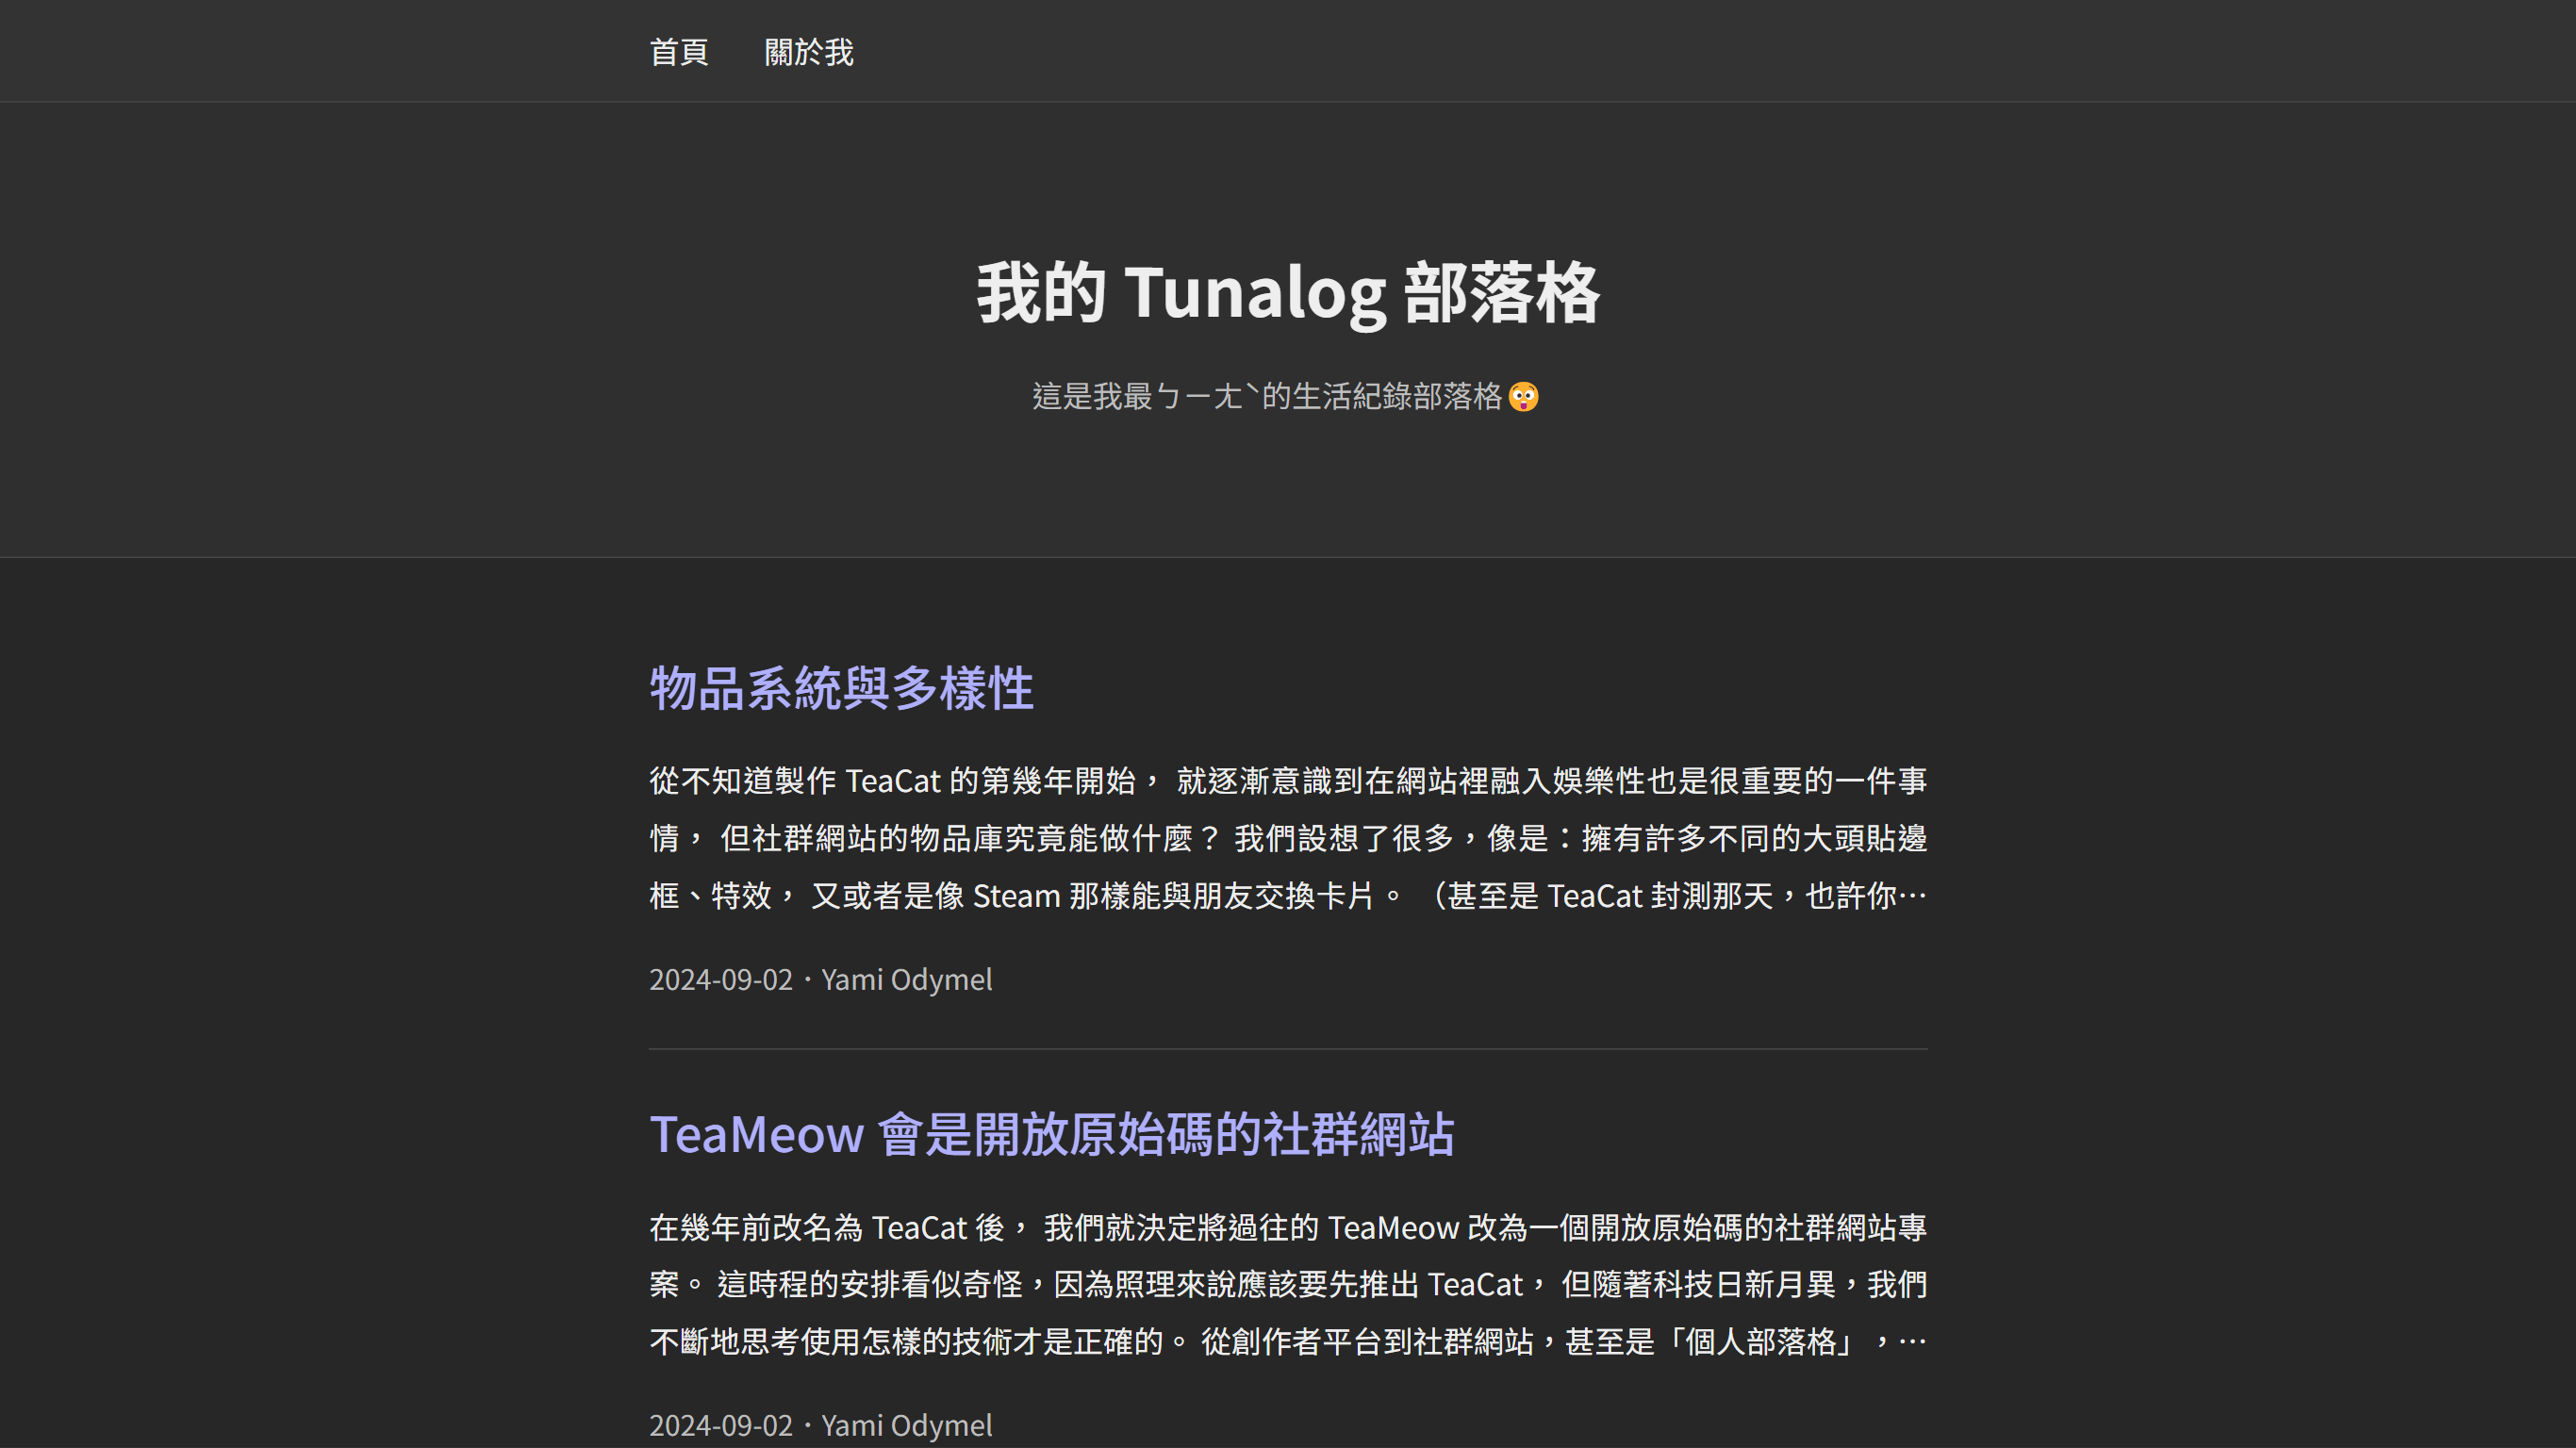 首頁 關於我
我的 Tunalog 部落格
這是我最ㄅㄧㄤˋ的生活紀錄部落格😳
物品系統與多樣性
從不知道製作 TeaCat 的第幾年開始， 就逐漸意識到在網站裡融入娛樂性也是很重要的一件事
情， 但社群網站的物品庫究竟能做什麼？ 我們設想了很多，像是：擁有許多不同的大頭貼邊
框、特效， 又或者是像 Steam 那樣能與朋友交換卡片。 （甚至是 TeaCat 封測那天，也許你…
2024-09-02・Yami Odymel
TeaMeow 會是開放原始碼的社群網站
在幾年前改名為 TeaCat 後， 我們就決定將過往的 TeaMeow 改為一個開放原始碼的社群網站專
案。 這時程的安排看似奇怪，因為照理來說應該要先推出 TeaCat， 但隨著科技日新月異，我們
不斷地思考使用怎樣的技術才是正確的。 從創作者平台到社群網站，甚至是「個人部落格」，…
2024-09-02・Yami Odymel